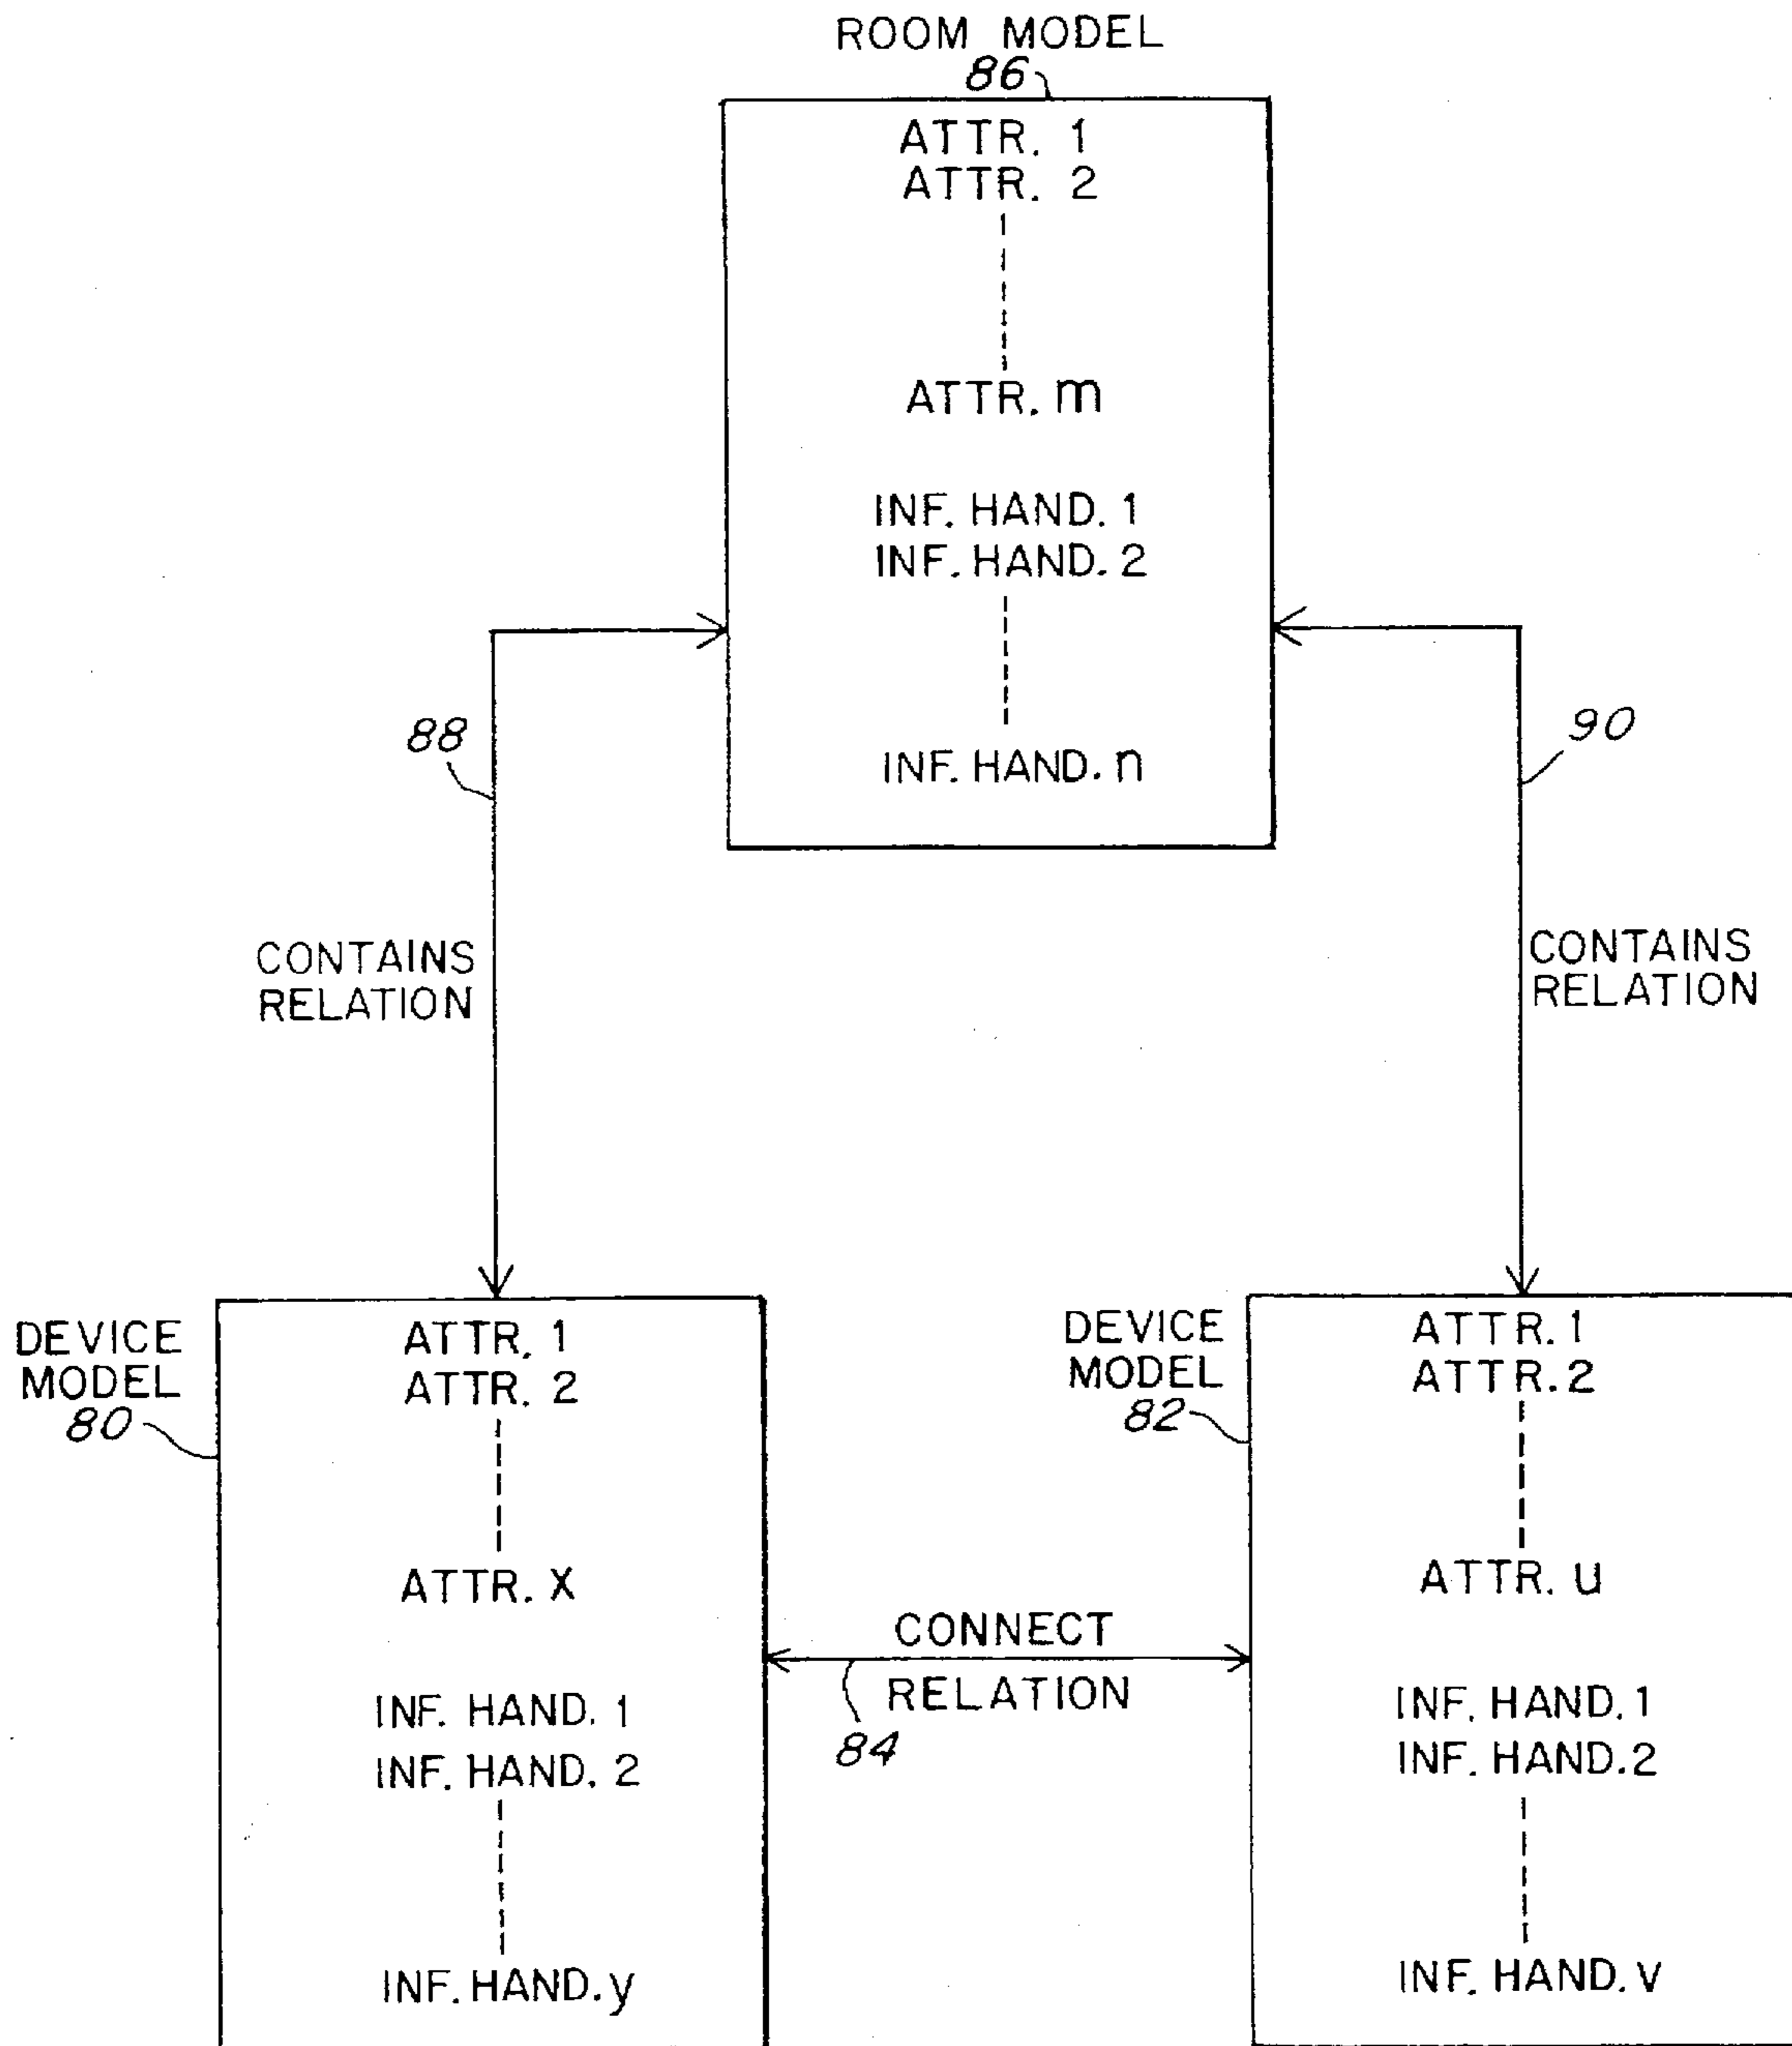 ROOM MODEL
86
ATTR. 1
ATTR. 2
ATTR. m
INF. HAND. 1
INF. HAND. 2
INF. HAND. n
88
90
CONTAINS
RELATION
CONTAINS
RELATION
DEVICE
MODEL
80
ATTR. 1
ATTR. 2
ATTR. x
INF. HAND. 1
INF. HAND. 2
INF. HAND. y
CONNECT
RELATION
84
DEVICE
MODEL
82
ATTR. 1
ATTR. 2
ATTR. u
INF. HAND. 1
INF. HAND. 2
INF. HAND. v